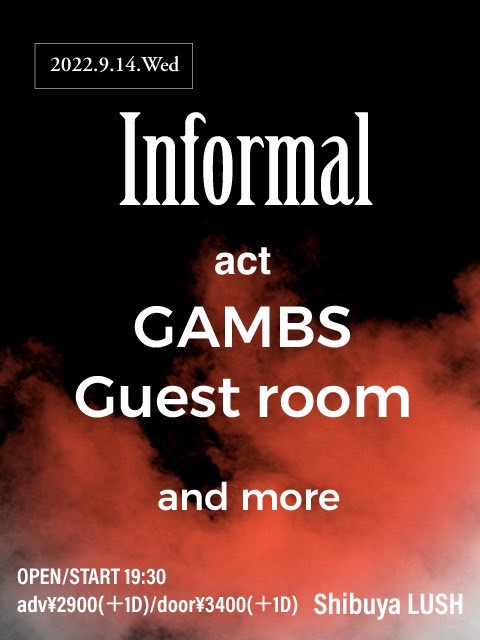 2022.9.14.Wed
Informal
act
GAMBS
Guest room
and more
OPEN/START 19:30
adv¥2900(＋1D)/door¥3400(＋1D) Shibuya LUSH